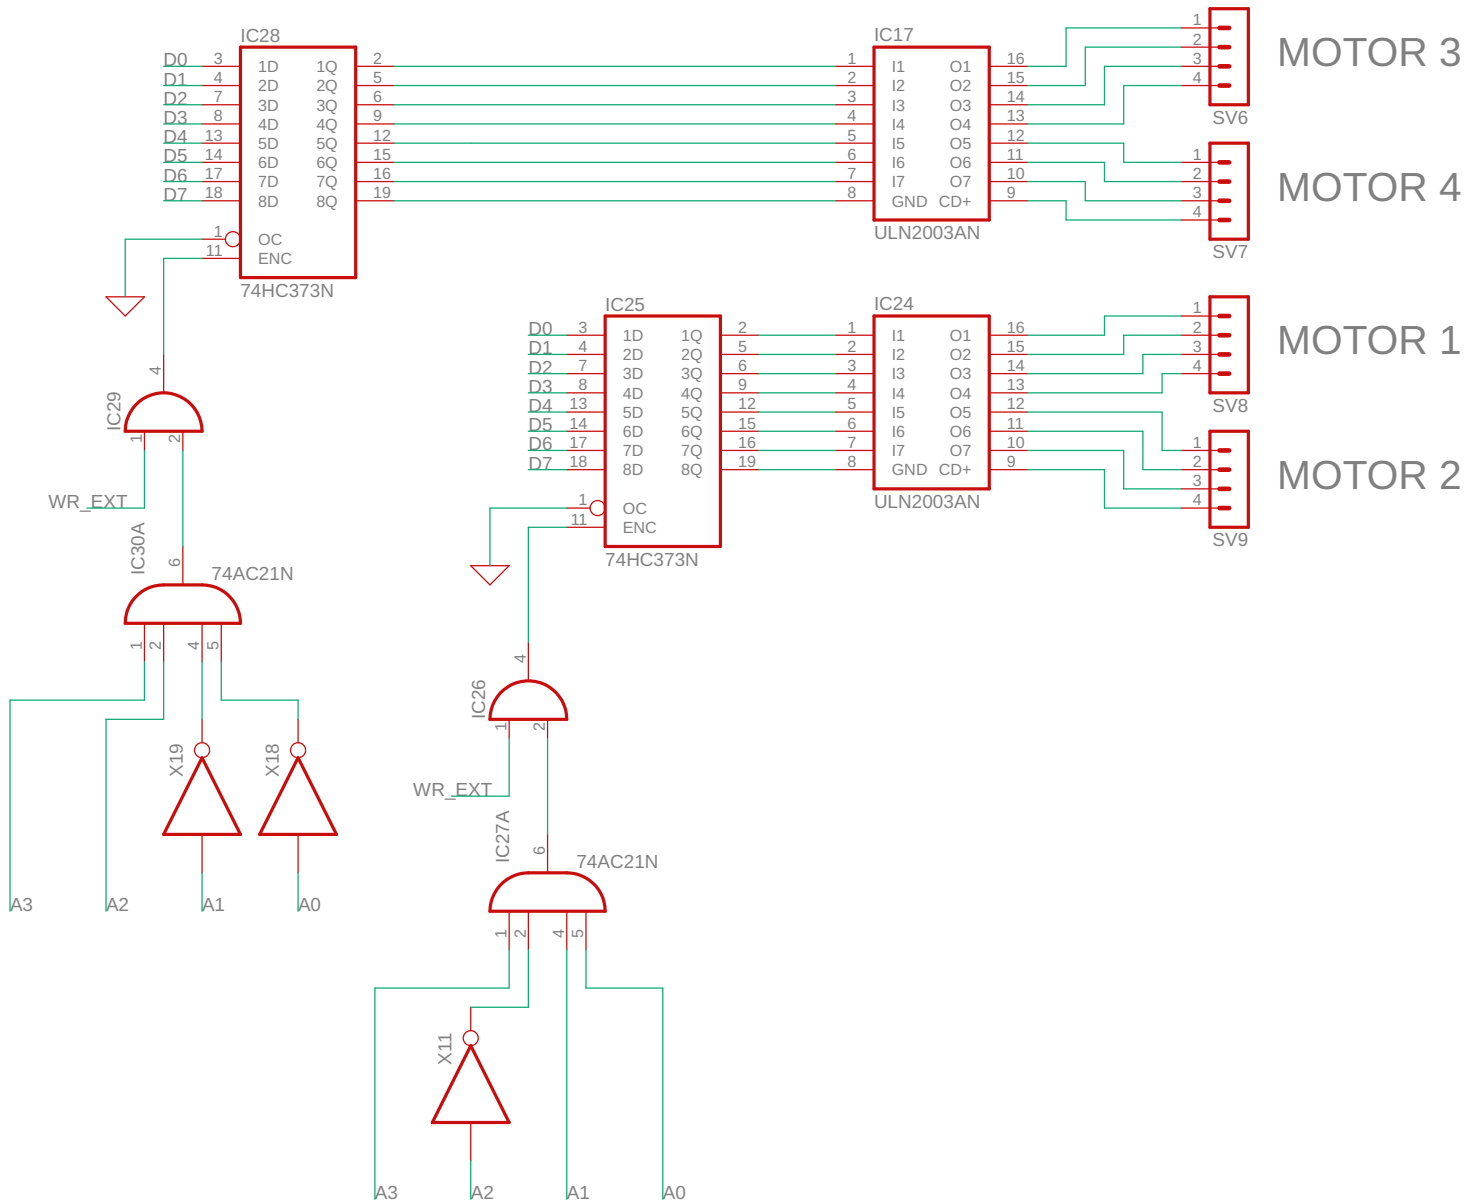 IC28
D0 3 1D 1Q 2
D1 4 2D 2Q 5
D2 7 3D 3Q 6
D3 8 4D 4Q 9
D4 13 5D 5Q 12
D5 14 6D 6Q 15
D6 17 7D 7Q 16
D7 18 8D 8Q 19
1 OC
11 ENC
74HC373N
IC17
1 I1 O1 16
2 I2 O2 15
3 I3 O3 14
4 I4 O4 13
5 I5 O5 12
6 I6 O6 11
7 I7 O7 10
8 GND CD+ 9
ULN2003AN
1
2
3
4
SV6
MOTOR 3
1
2
3
4
SV7
MOTOR 4
IC25
D0 3 1D 1Q 2
D1 4 2D 2Q 5
D2 7 3D 3Q 6
D3 8 4D 4Q 9
D4 13 5D 5Q 12
D5 14 6D 6Q 15
D6 17 7D 7Q 16
D7 18 8D 8Q 19
1 OC
11 ENC
74HC373N
IC24
1 I1 O1 16
2 I2 O2 15
3 I3 O3 14
4 I4 O4 13
5 I5 O5 12
6 I6 O6 11
7 I7 O7 10
8 GND CD+ 9
ULN2003AN
1
2
3
4
SV8
MOTOR 1
1
2
3
4
SV9
MOTOR 2
4
IC29
1 2
WR_EXT
IC30A
6
74AC21N
1 2 4 5
X19 X18
A3 A2 A1 A0
4
IC26
1 2
WR_EXT
IC27A
6
74AC21N
1 2 4 5
X11
A3 A2 A1 A0